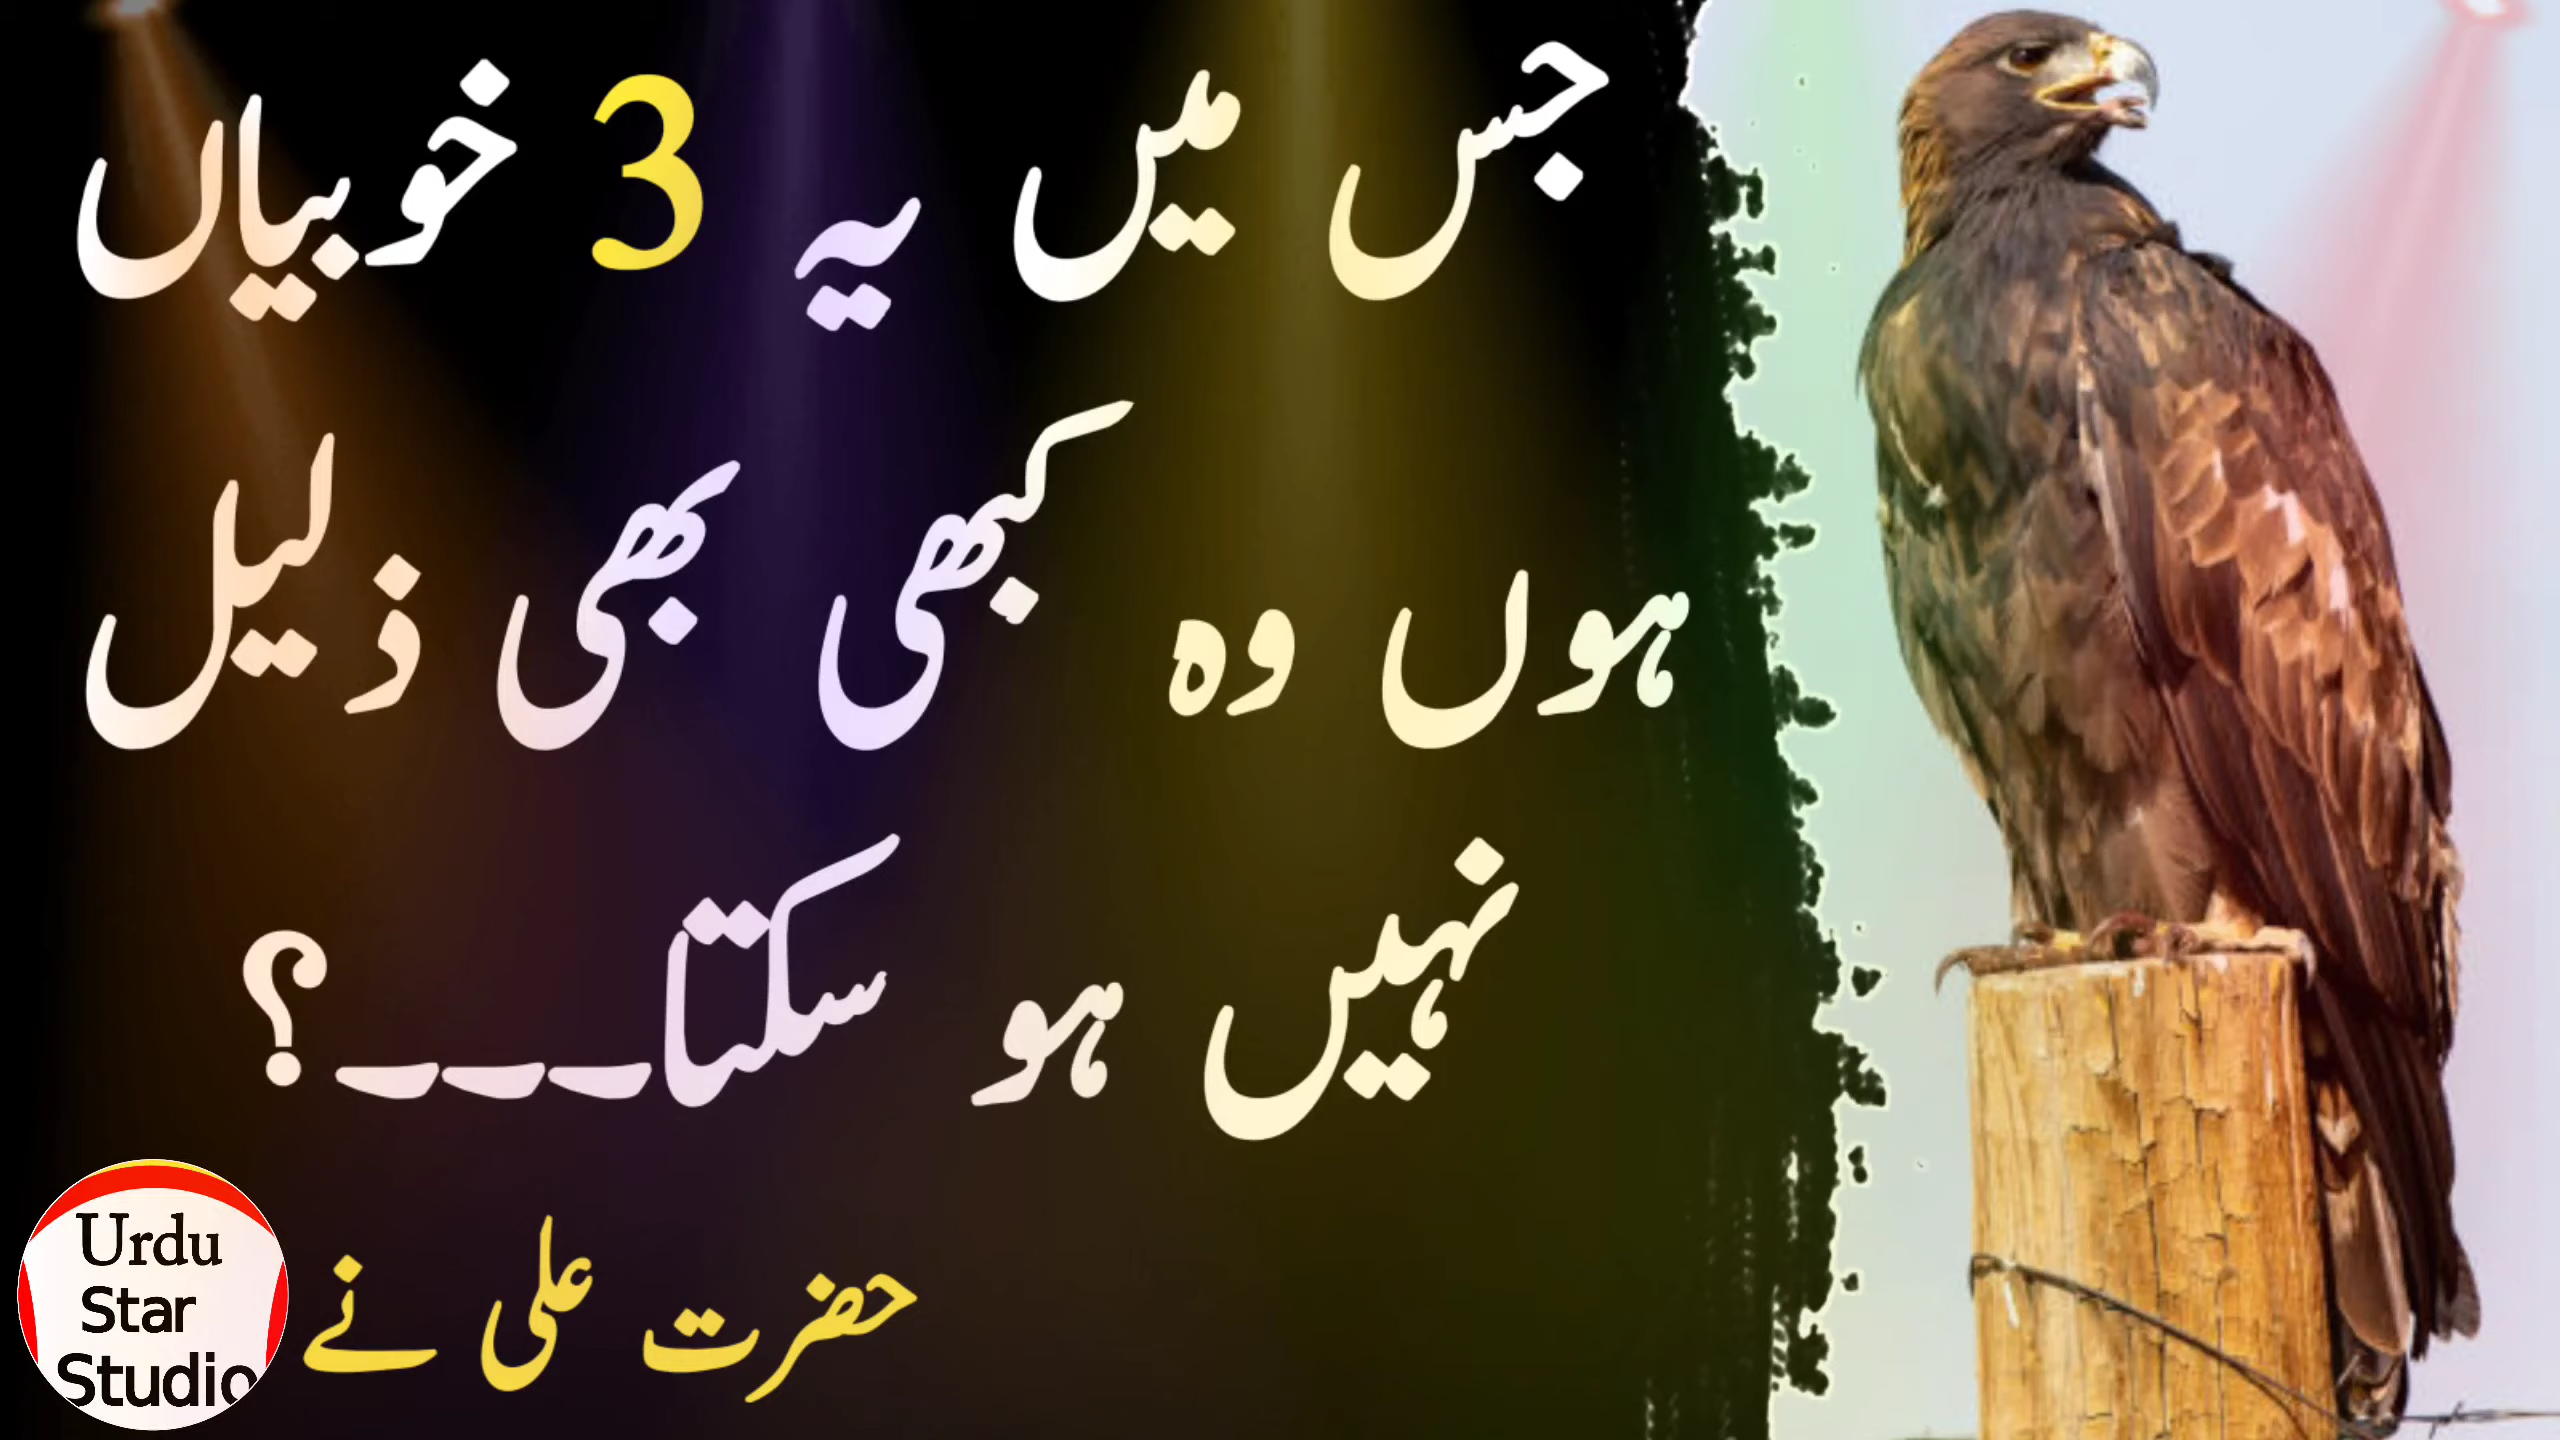 جس میں یہ 3 خوبیاں
ہوں وہ کبھی بھی ذلیل
نہیں ہو سکتا۔۔۔؟
حضرت علی نے
Urdu
Star
Studio